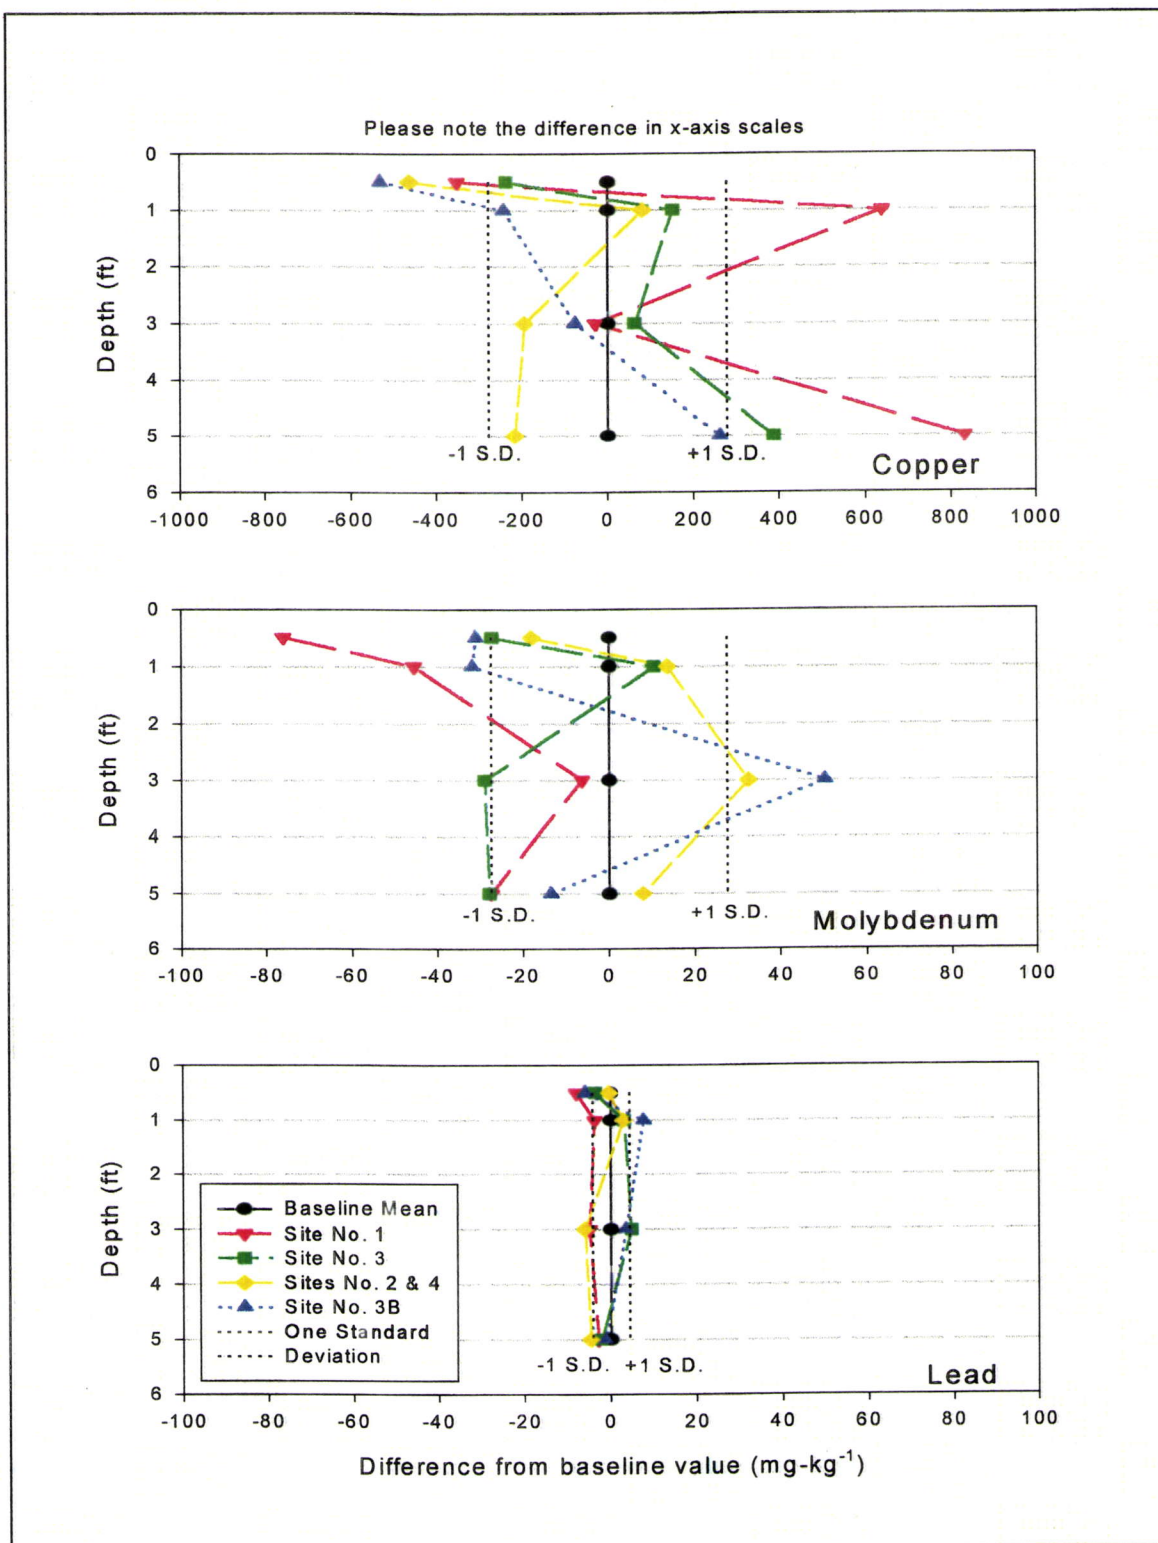 Please note the difference in x-axis scales
0
1
2
3
4
5
6
Depth (ft)
-1 S.D.
+1 S.D.
Copper
-1000 -800 -600 -400 -200 0 200 400 600 800 1000
0
1
2
3
4
5
6
Depth (ft)
-1 S.D.
+1 S.D.
Molybdenum
-100 -80 -60 -40 -20 0 20 40 60 80 100
0
1
2
3
4
5
6
Depth (ft)
Baseline Mean
Site No. 1
Site No. 3
Sites No. 2 & 4
Site No. 3B
One Standard
Deviation
-1 S.D.
+1 S.D.
Lead
-100 -80 -60 -40 -20 0 20 40 60 80 100
Difference from baseline value (mg-kg⁻¹)